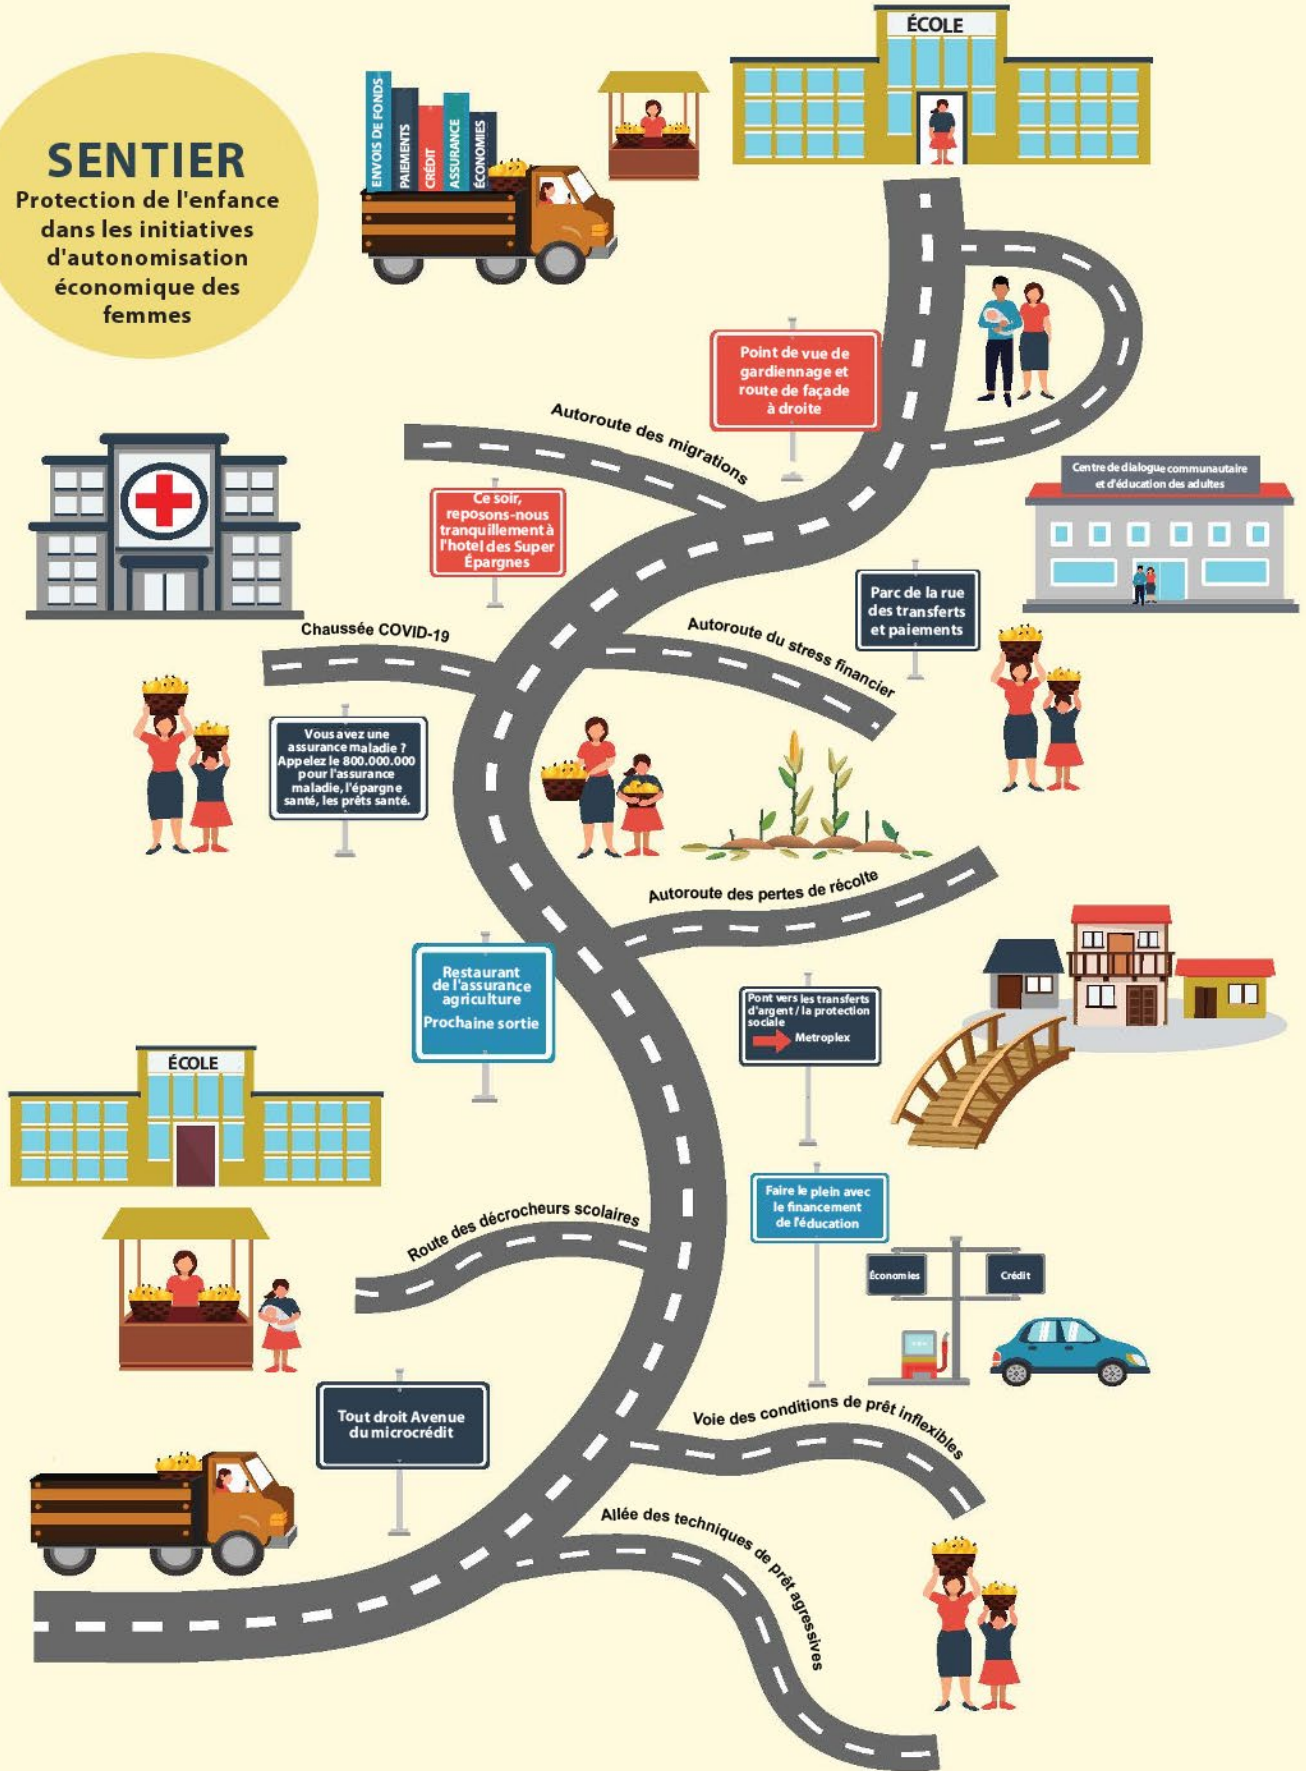 ÉCOLE
ENVOIS DE FONDS
PAIEMENTS
CRÉDIT
ASSURANCE
ÉCONOMIES
SENTIER
Protection de l'enfance
dans les initiatives
d'autonomisation
économique des
femmes
Point de vue de
gardiennage et
route de façade
à droite
Autoroute des migrations
Centre de dialogue communautaire
et d'éducation des adultes
Ce soir,
reposons-nous
tranquillement à
l'hotel des Super
Épargnes
Parc de la rue
des transferts
et paiements
Chaussée COVID-19
Autoroute du stress financier
Vous avez une
assurance maladie ?
Appelez le 800.000.000
pour l'assurance
maladie, l'épargne
santé, les prêts santé.
Autoroute des pertes de récolte
Restaurant
de l'assurance
agriculture
Prochaine sortie
Pont vers les transferts
d'argent / la protection
sociale
Metroplex
ÉCOLE
Faire le plein avec
le financement
de l'éducation
Route des décrocheurs scolaires
Économies
Crédit
Tout droit Avenue
du microcrédit
Voie des conditions de prêt inflexibles
Allée des techniques de prêt agressives